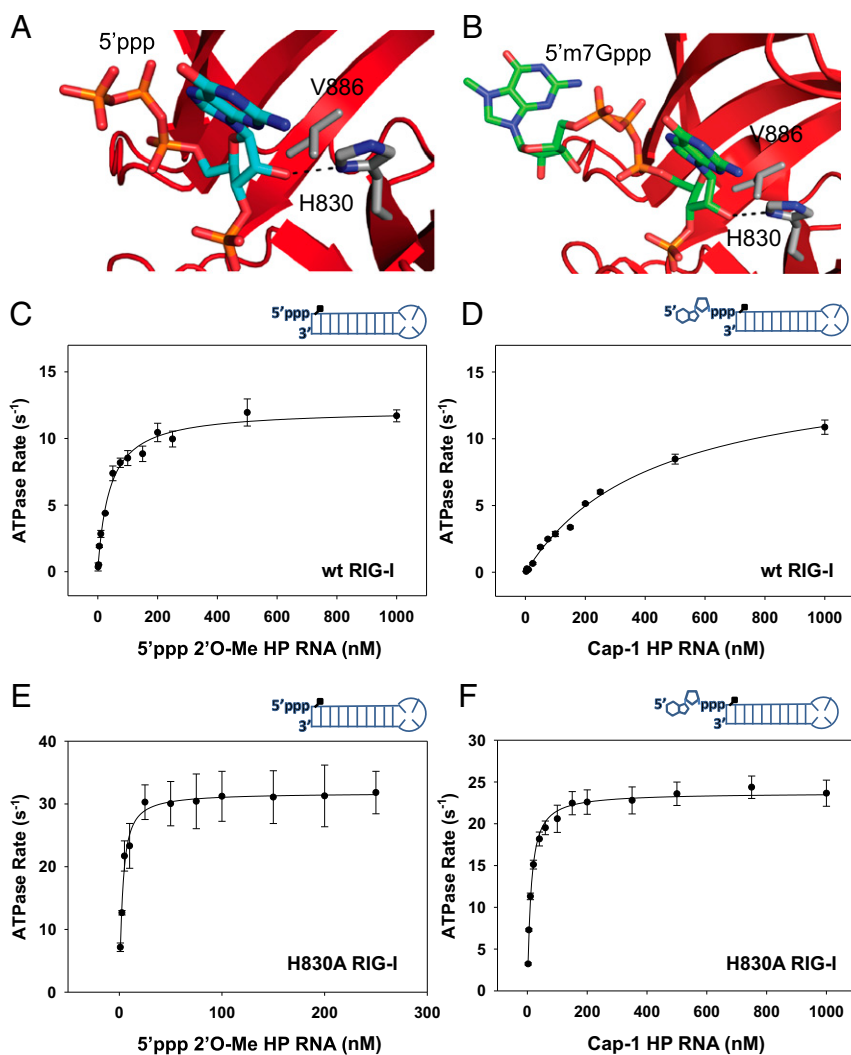 A
5'ppp
V886
H830
B
5'm7Gppp
V886
H830
C
5'ppp
3'
15
10
5
0
ATPase Rate (s-1)
wt RIG-I
0 200 400 600 800 1000
5'ppp 2'O-Me HP RNA (nM)
D
5' ppp
3'
15
10
5
0
ATPase Rate (s-1)
wt RIG-I
0 200 400 600 800 1000
Cap-1 HP RNA (nM)
E
5'ppp
3'
40
30
20
10
0
ATPase Rate (s-1)
H830A RIG-I
0 100 200 300
5'ppp 2'O-Me HP RNA (nM)
F
5' ppp
3'
30
25
20
15
10
5
0
ATPase Rate (s-1)
H830A RIG-I
0 200 400 600 800 1000
Cap-1 HP RNA (nM)